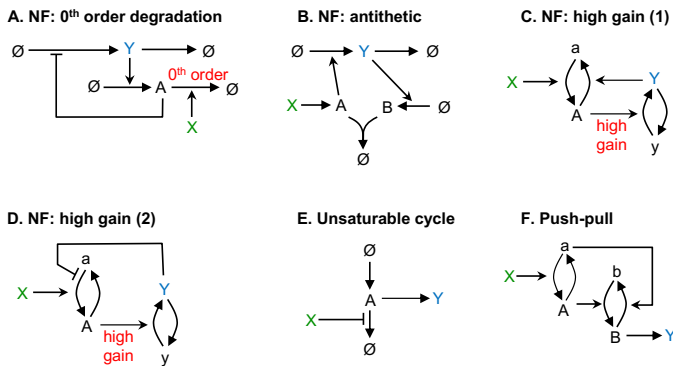 A. NF: 0th order degradation
Ø Y Ø
0th order
Ø A Ø
X
B. NF: antithetic
Ø Y Ø
X A B Ø
Ø
C. NF: high gain (1)
a
X Y
A
high
gain
y
D. NF: high gain (2)
a
X Y
A
high
gain
y
E. Unsaturable cycle
Ø
A Y
X
Ø
F. Push-pull
a
X b
A
B Y